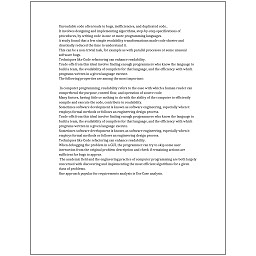 Unreadable code often leads to bugs, inefficiencies, and duplicated code.
It involves designing and implementing algorithms, step-by-step specifications of
procedures, by writing code in one or more programming languages.
A study found that a few simple readability transformations made code shorter and
drastically reduced the time to understand it.
This can be a non-trivial task, for example as with parallel processes or some unusual
software bugs.
Techniques like Code refactoring can enhance readability.
Trade-offs from this ideal involve finding enough programmers who know the language to
build a team, the availability of compilers for that language, and the efficiency with which
programs written in a given language execute.
The following properties are among the most important:

In computer programming, readability refers to the ease with which a human reader can
comprehend the purpose, control flow, and operation of source code.
Many factors, having little or nothing to do with the ability of the computer to efficiently
compile and execute the code, contribute to readability.
Sometimes software development is known as software engineering, especially when it
employs formal methods or follows an engineering design process.
Trade-offs from this ideal involve finding enough programmers who know the language to
build a team, the availability of compilers for that language, and the efficiency with which
programs written in a given language execute.
Sometimes software development is known as software engineering, especially when it
employs formal methods or follows an engineering design process.
Techniques like Code refactoring can enhance readability.
When debugging the problem in a GUI, the programmer can try to skip some user
interaction from the original problem description and check if remaining actions are
sufficient for bugs to appear.
The academic field and the engineering practice of computer programming are both largely
concerned with discovering and implementing the most efficient algorithms for a given
class of problems.
One approach popular for requirements analysis is Use Case analysis.